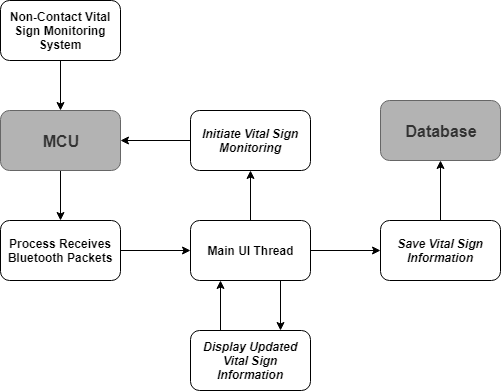 Non-Contact Vital
Sign Monitoring
System
MCU
Initiate Vital Sign
Monitoring
Database
Process Receives
Bluetooth Packets
Main UI Thread
Save Vital Sign
Information
Display Updated
Vital Sign
Information